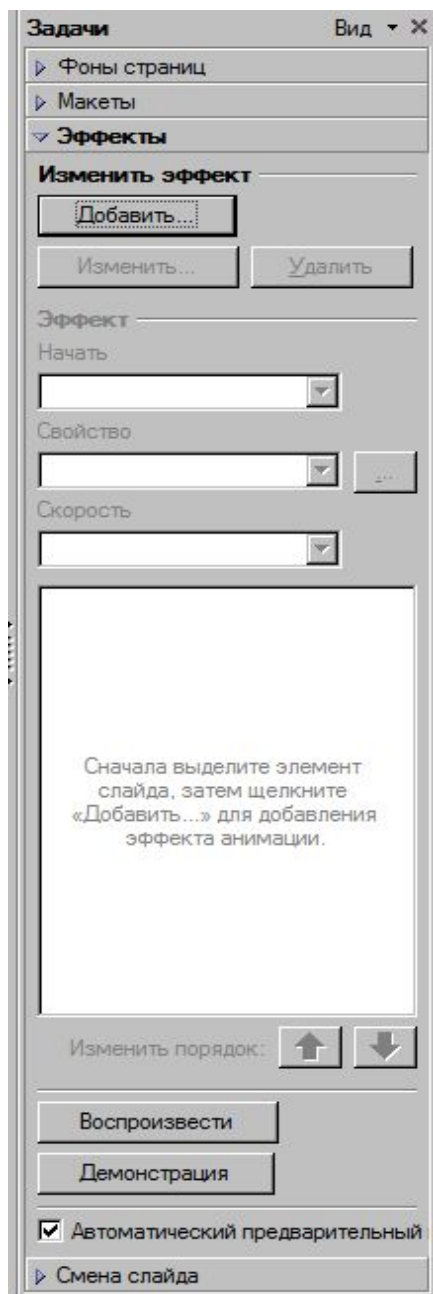 Задачи Вид
Фоны страниц
Макеты
Эффекты
Изменить эффект
Добавить...
Изменить... Удалить
Эффект
Начать
Свойство
...
Скорость
Сначала выделите элемент
слайда, затем щелкните
«Добавить...» для добавления
эффекта анимации.
Изменить порядок:
Воспроизвести
Демонстрация
Автоматический предварительный
Смена слайда